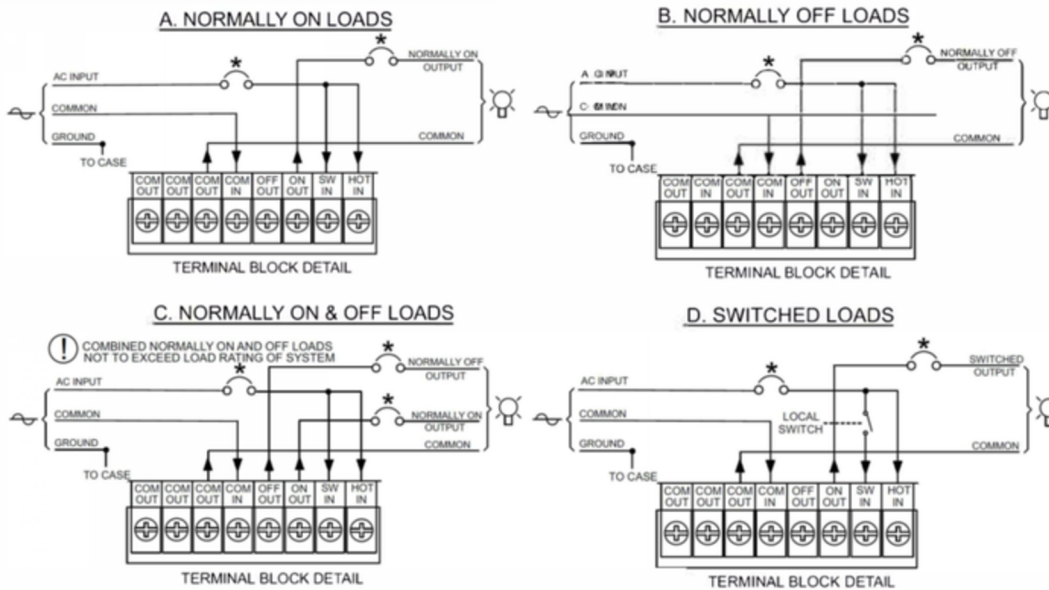 A. NORMALLY ON LOADS
*
*
NORMALLY ON
OUTPUT
AC INPUT
COMMON
GROUND
TO CASE
COMMON
COM OUT COM OUT COM OUT COM IN OFF OUT ON OUT SW IN HOT IN
TERMINAL BLOCK DETAIL
B. NORMALLY OFF LOADS
*
*
NORMALLY OFF
OUTPUT
GROUND
TO CASE
COMMON
COM OUT COM IN COM OUT COM IN OFF OUT ON OUT SW IN HOT IN
TERMINAL BLOCK DETAIL
C. NORMALLY ON & OFF LOADS
! COMBINED NORMALLY ON AND OFF LOADS
NOT TO EXCEED LOAD RATING OF SYSTEM
*
*
NORMALLY OFF
OUTPUT
AC INPUT
*
NORMALLY ON
OUTPUT
COMMON
GROUND
TO CASE
COMMON
COM OUT COM OUT COM OUT COM IN OFF OUT ON OUT SW IN HOT IN
TERMINAL BLOCK DETAIL
D. SWITCHED LOADS
*
*
SWITCHED
OUTPUT
AC INPUT
COMMON
LOCAL
SWITCH
GROUND
TO CASE
COMMON
COM OUT COM OUT COM OUT COM IN OFF OUT ON OUT SW IN HOT IN
TERMINAL BLOCK DETAIL